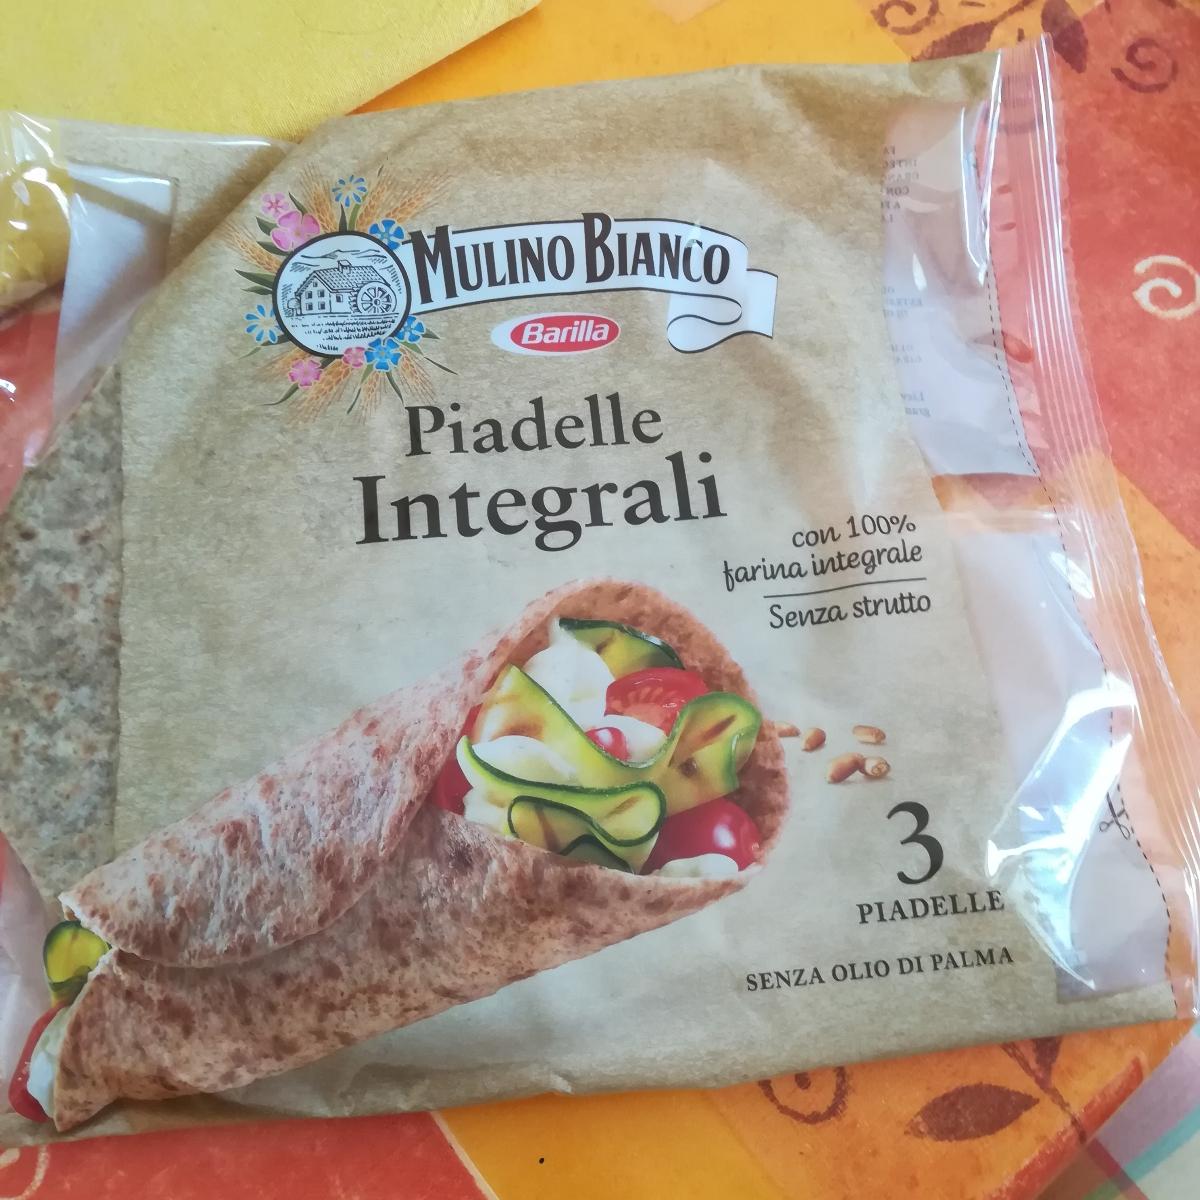 MULINO BIANCO
Barilla
Piadelle
Integrali
con 100%
farina integrale
Senza strutto
3
PIADELLE
SENZA OLIO DI PALMA